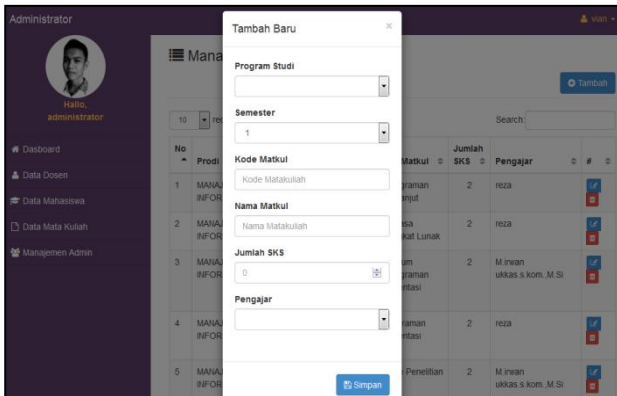 Administrator
vian
Hallo,
administrator
Dasboard
Data Dosen
Data Mahasiswa
Data Mata Kuliah
Manajemen Admin
Mana
Tambah
10
rec
Search:
No
Prodi
Matkul
Jumlah
SKS
Pengajar
#
1
MANAJ
INFOR
graman
anjut
2
reza
2
MANAJ
INFOR
kat Lunak
2
reza
3
MANAJ
INFOR
um
graman
entasi
2
M.irwan
ukkas.s.kom.,M.Si
4
MANAJ
INFOR
raman
entasi
2
reza
5
MANAJ
INFOR
Penelitian
2
M.irwan
ukkas.s.kom.,M.Si
Tambah Baru
×
Program Studi
Semester
1
Kode Matkul
Kode Matakuliah
Nama Matkul
Nama Matakuliah
Jumlah SKS
0
Pengajar
Simpan